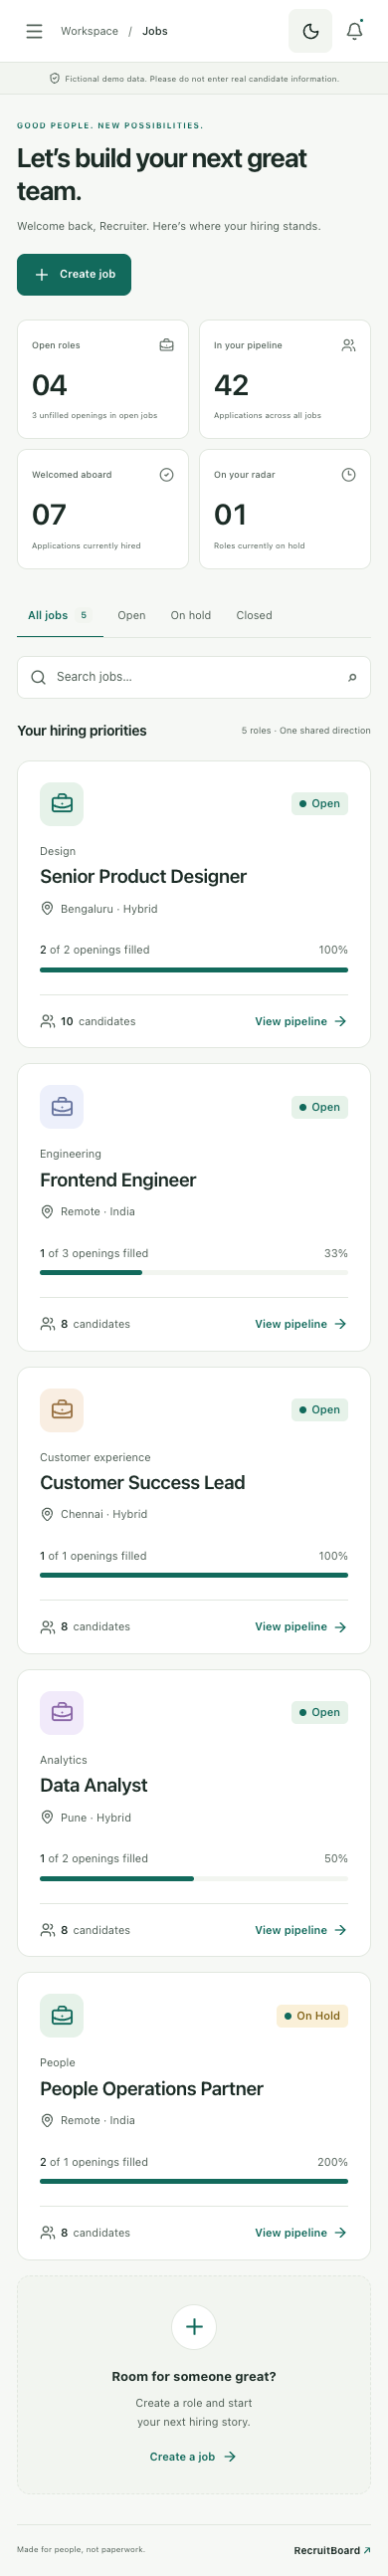 Workspace / Jobs
Fictional demo data. Please do not enter real candidate information.
GOOD PEOPLE. NEW POSSIBILITIES.
Let’s build your next great
team.
Welcome back, Recruiter. Here’s where your hiring stands.
Create job
Open roles
04
3 unfilled openings in open jobs
In your pipeline
42
Applications across all jobs
Welcomed aboard
07
Applications currently hired
On your radar
01
Roles currently on hold
All jobs 5 Open On hold Closed
Search jobs...
Your hiring priorities
5 roles · One shared direction
Open
Design
Senior Product Designer
Bengaluru · Hybrid
2 of 2 openings filled 100%
10 candidates View pipeline
Open
Engineering
Frontend Engineer
Remote · India
1 of 3 openings filled 33%
8 candidates View pipeline
Open
Customer experience
Customer Success Lead
Chennai · Hybrid
1 of 1 openings filled 100%
8 candidates View pipeline
Open
Analytics
Data Analyst
Pune · Hybrid
1 of 2 openings filled 50%
8 candidates View pipeline
On Hold
People
People Operations Partner
Remote · India
2 of 1 openings filled 200%
8 candidates View pipeline
Room for someone great?
Create a role and start
your next hiring story.
Create a job
Made for people, not paperwork.
RecruitBoard